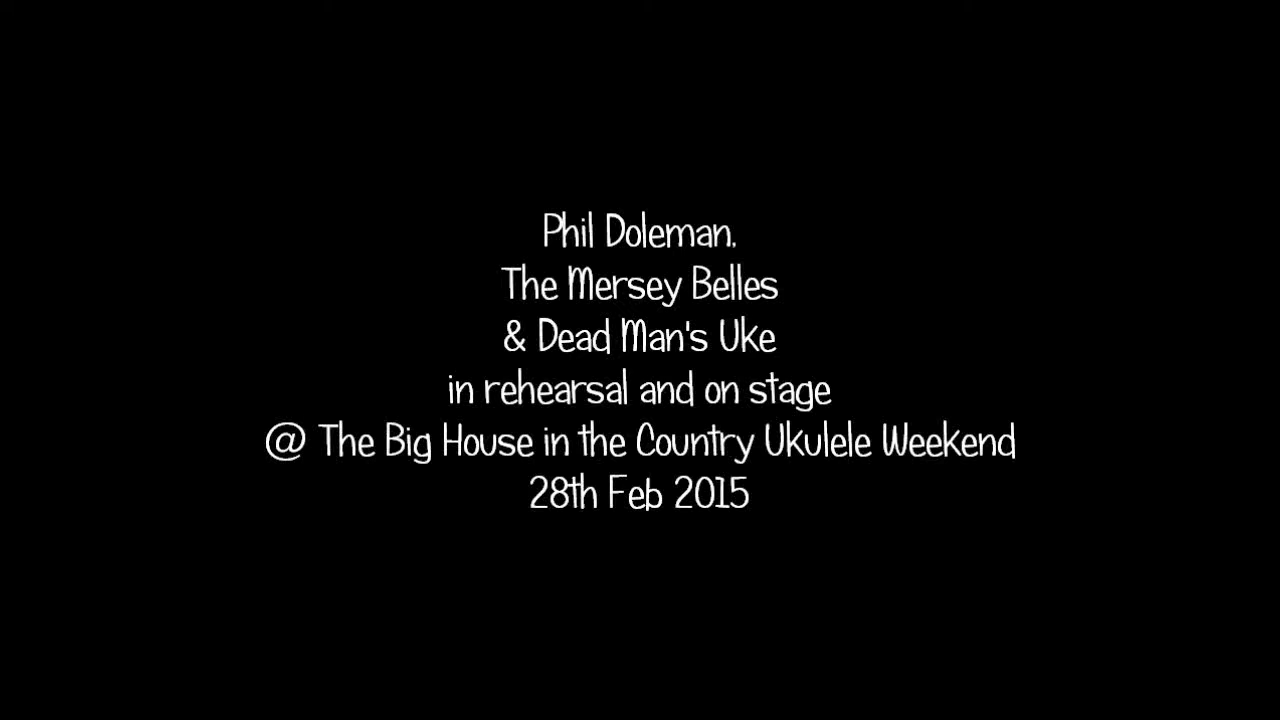 Phil Doleman,
The Mersey Belles
& Dead Man's Uke
in rehearsal and on stage
@ The Big House in the Country Ukulele Weekend
28th Feb 2015